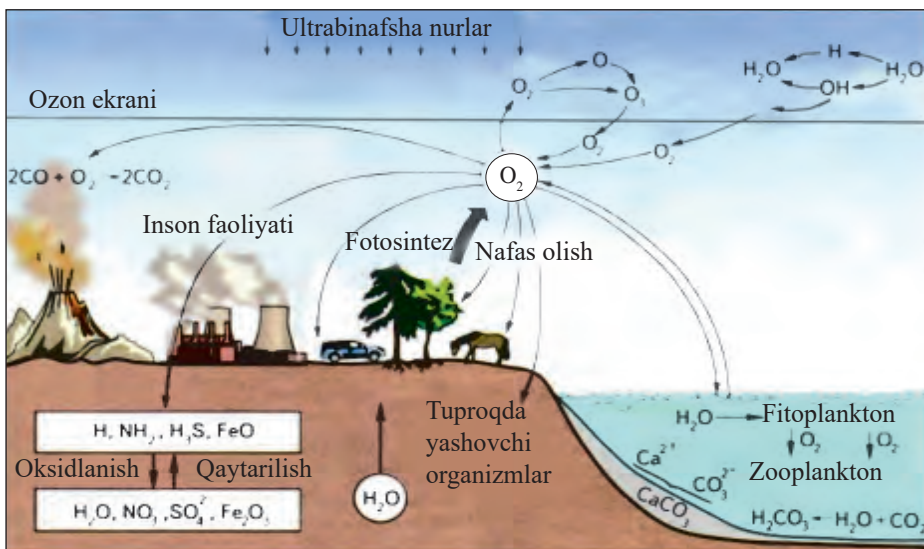 Ultrabinafsha nurlar
O
H
O₂
O₃
H₂O
H₂O
OH
Ozon ekrani
O₂
O₂
2CO + O₂ →2CO₂
O₂
Inson faoliyati
Fotosintez
Nafas olish
H₂O
Fitoplankton
O₂
O₂
Zooplankton
Tuproqda
yashovchi
organizmlar
H, NH₃, H₂S, FeO
Oksidlanish
Qaytarilish
H₂O
H₂O, NO₃, SO₄²⁻, Fe₂O₃
Ca²⁺
CO₃²⁻
CaCO₃
H₂CO₃ H₂O + CO₂